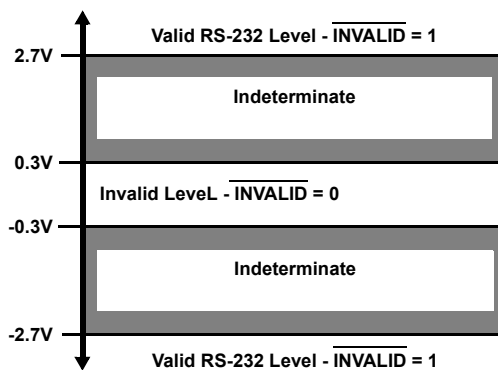 Valid RS-232 Level - INVALID = 1
2.7V
Indeterminate
0.3V
Invalid LeveL - INVALID = 0
-0.3V
Indeterminate
-2.7V
Valid RS-232 Level - INVALID = 1